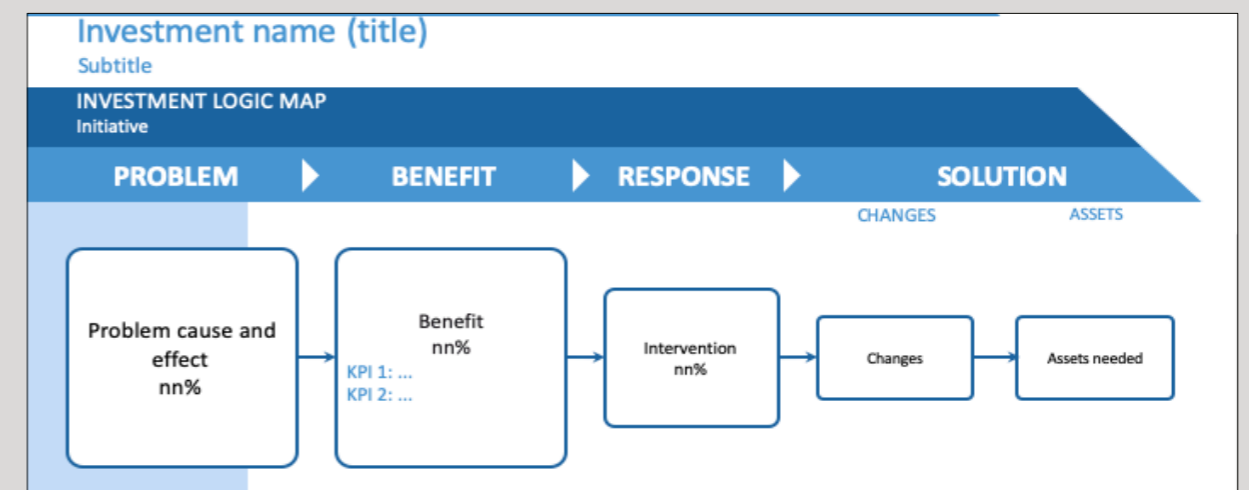 Investment name (title)
Subtitle
INVESTMENT LOGIC MAP
Initiative
PROBLEM
BENEFIT
RESPONSE
SOLUTION
CHANGES
ASSETS
Problem cause and
effect
nn%
Benefit
nn%
KPI 1: ...
KPI 2: ...
Intervention
nn%
Changes
Assets needed